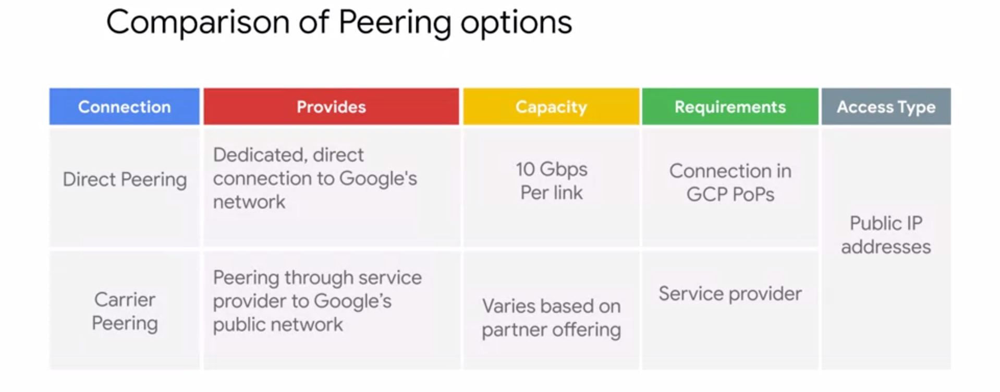 Comparison of Peering options
Connection
Provides
Capacity
Requirements
Access Type
Direct Peering
Dedicated, direct
connection to Google's
network
10 Gbps
Per link
Connection in
GCP PoPs
Public IP
addresses
Carrier
Peering
Peering through service
provider to Google’s
public network
Varies based on
partner offering
Service provider